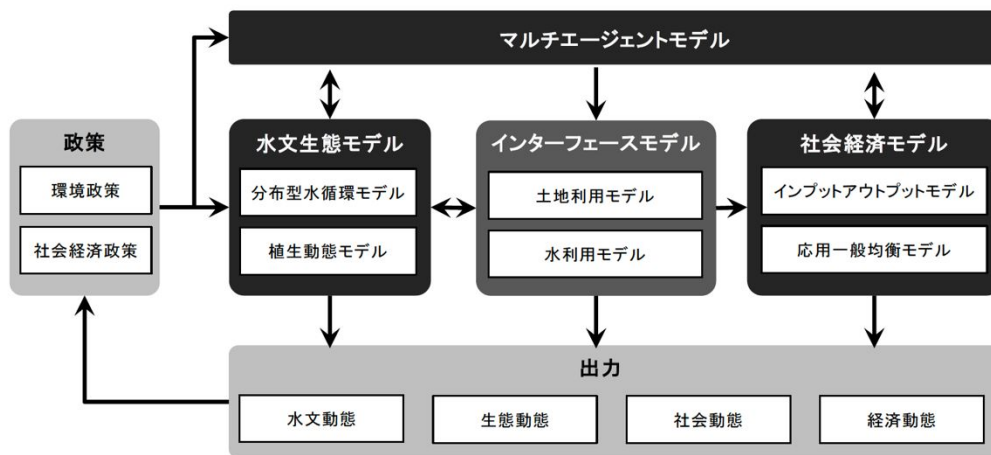 マルチエージェントモデル
政策
環境政策
社会経済政策
水文生態モデル
分布型水循環モデル
植生動態モデル
インターフェースモデル
土地利用モデル
水利用モデル
社会経済モデル
インプットアウトプットモデル
応用一般均衡モデル
出力
水文動態
生態動態
社会動態
経済動態